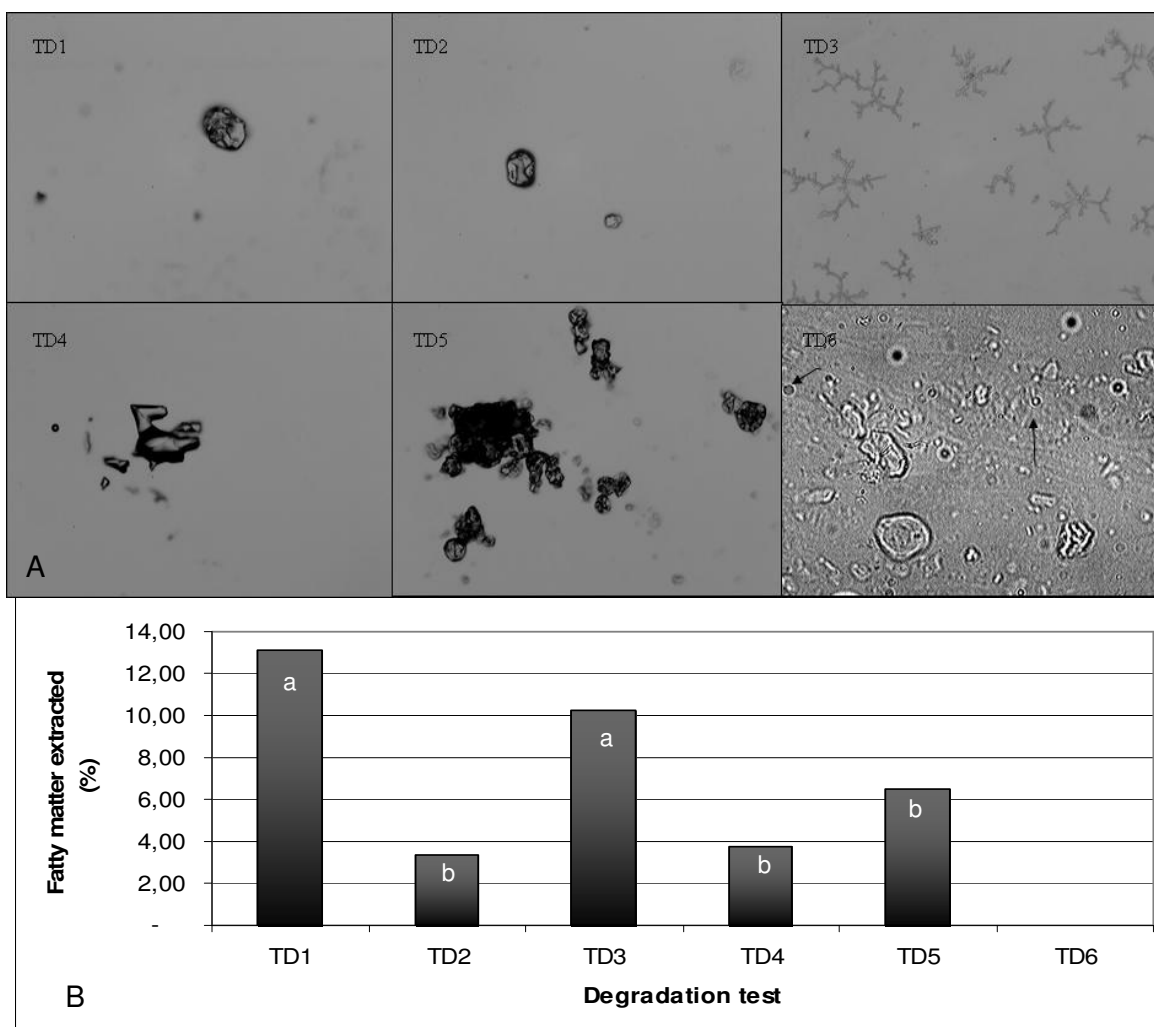 TD1
TD2
TD3
TD4
TD5
TD6
A
Fatty matter extracted
(%)
14,00
12,00
10,00
8,00
6,00
4,00
2,00
-
a
b
a
b
b
TD1 TD2 TD3 TD4 TD5 TD6
Degradation test
B